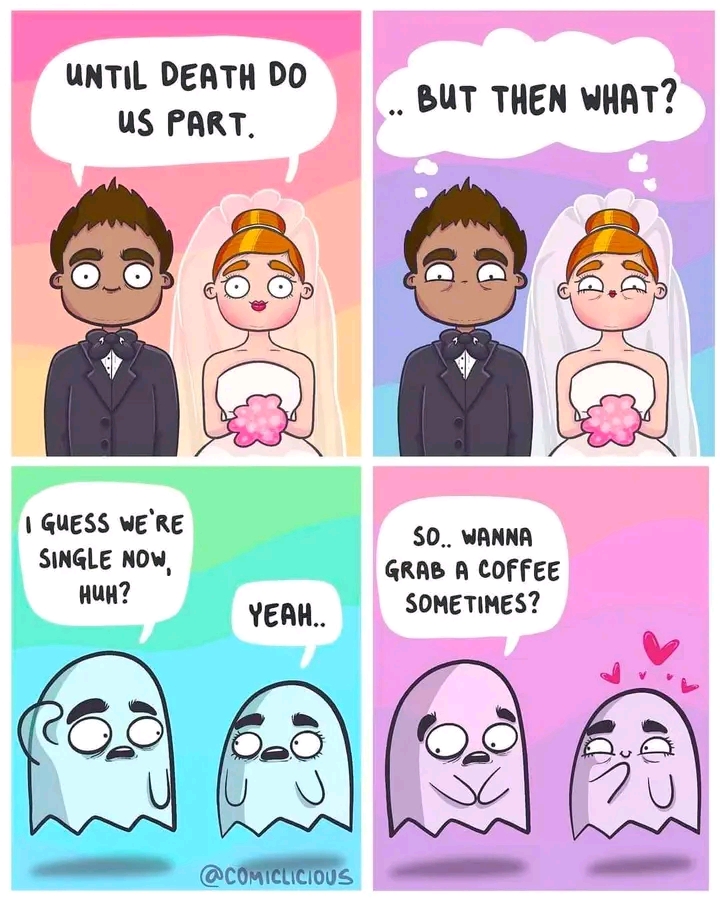 UNTIL DEATH DO
US PART.
.. BUT THEN WHAT?
I GUESS WE'RE
SINGLE NOW,
HUH?
YEAH..
SO.. WANNA
GRAB A COFFEE
SOMETIMES?
@COMICLICIOUS